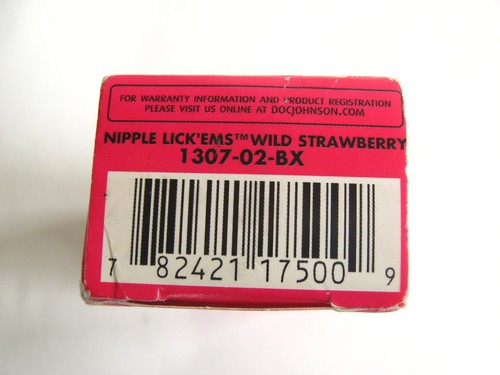 FOR WARRANTY INFORMATION AND PRODUCT REGISTRATION
PLEASE VISIT US ONLINE AT DOCJOHNSON.COM
NIPPLE LICK'EMS™ WILD STRAWBERRY
1307-02-BX
7 82421 17500 9